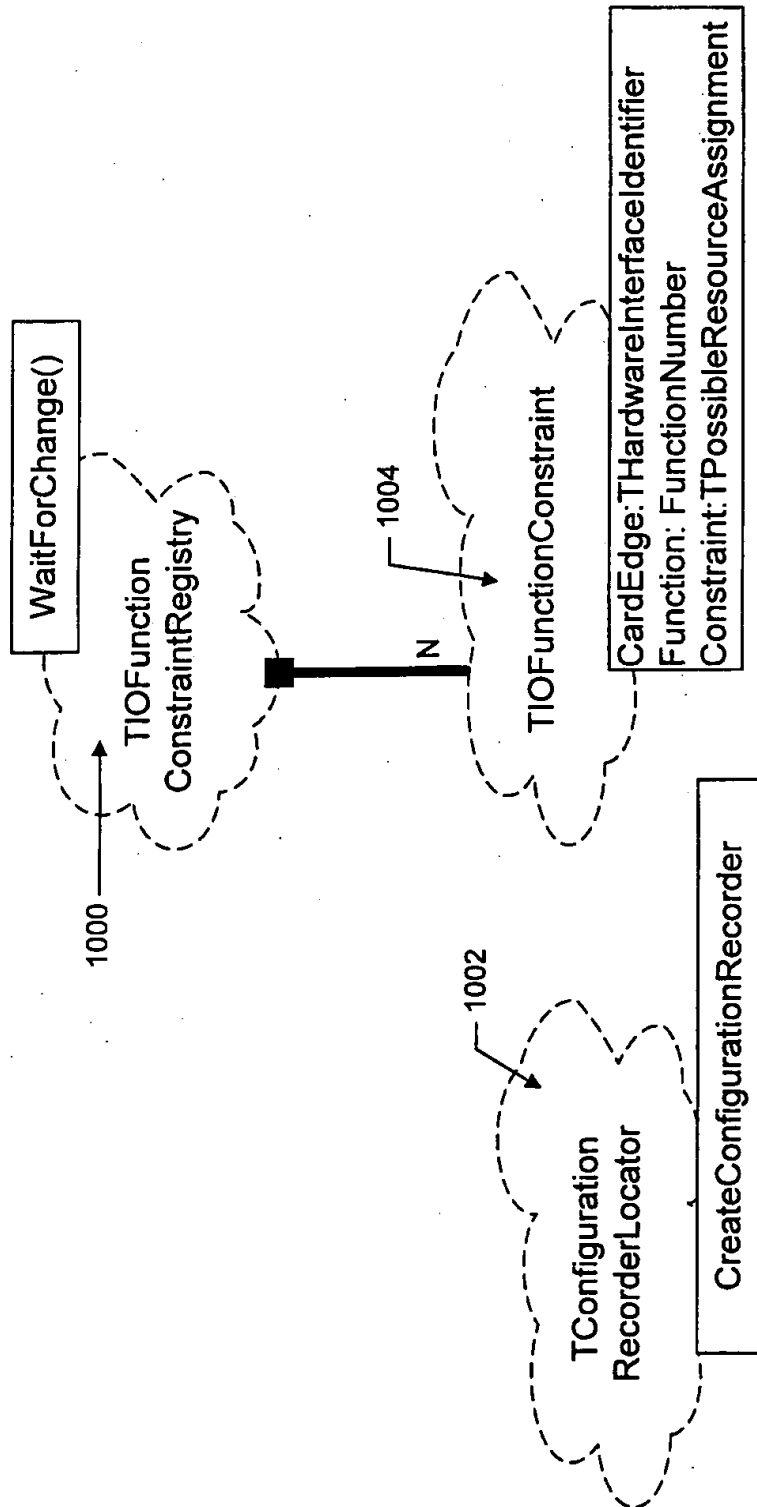 WaitForChange()
TIOFunction
ConstraintRegistry
1000
N
1004
TIOFunctionConstraint
CardEdge:THardwareInterfaceIdentifier
Function: FunctionNumber
Constraint:TPossibleResourceAssignment
1002
TConfiguration
RecorderLocator
CreateConfigurationRecorder